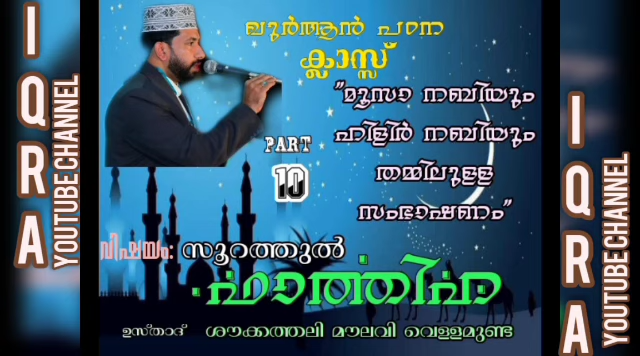 IQRA
YOUTUBE CHANNEL
ഖുർആൻ പഠന
ക്ലാസ്സ്
"മൂസാ നബിയും
ഹിളിർ നബിയും
തമ്മിലുള്ള
സംഭാഷണം"
PART
10
വിഷയം: സൂറത്തുൽ
ഫാത്തിഹ
ഉസ്താദ് ശൗക്കത്തലി മൗലവി വെള്ളമുണ്ട
IQRA
YOUTUBE CHANNEL